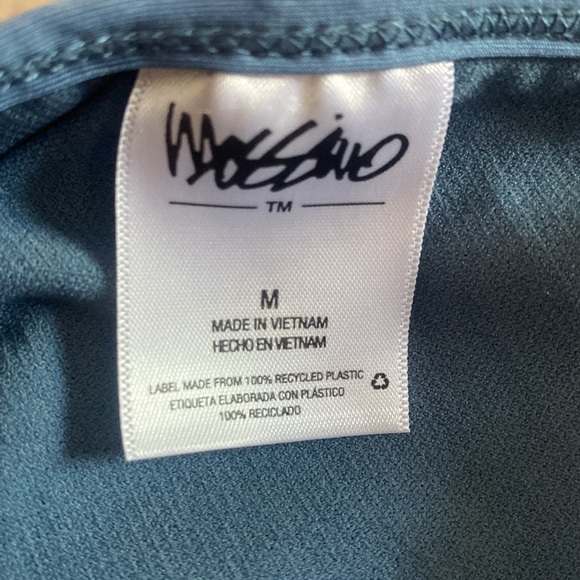 Mossimo
TM
M
MADE IN VIETNAM
HECHO EN VIETNAM
LABEL MADE FROM 100% RECYCLED PLASTIC
ETIQUETA ELABORADA CON PLÁSTICO
100% RECICLADO